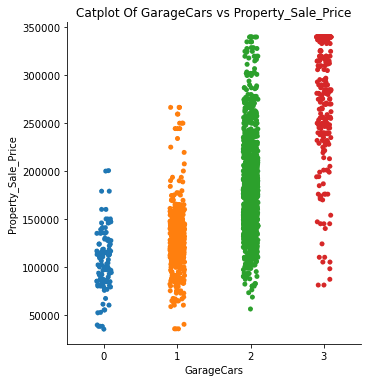 Catplot Of GarageCars vs Property_Sale_Price
350000
300000
250000
200000
150000
100000
50000
Property_Sale_Price
0 1 2 3
GarageCars